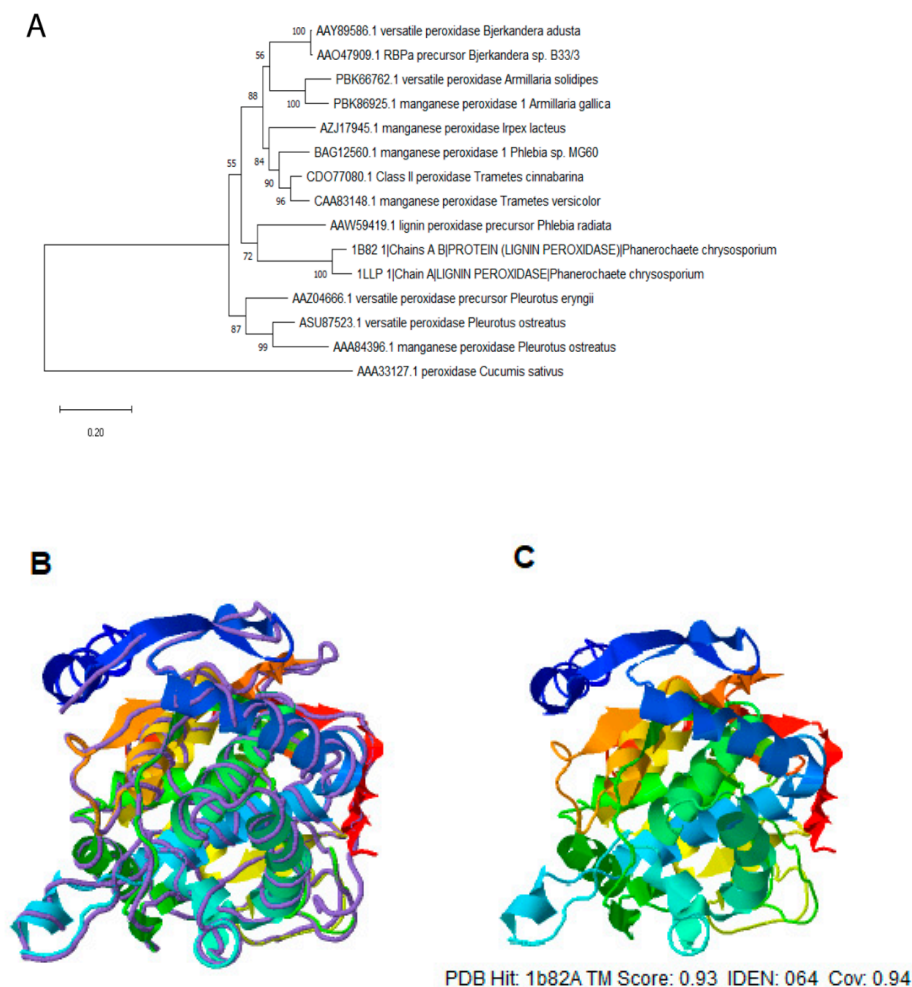 A
100
AAY89586.1 versatile peroxidase Bjerkandera adusta
AAO47909.1 RBPa precursor Bjerkandera sp. B33/3
56
PBK66762.1 versatile peroxidase Armillaria solidipes
88
100
PBK86925.1 manganese peroxidase 1 Armillaria gallica
AZJ17945.1 manganese peroxidase Irpex lacteus
55
84
BAG12560.1 manganese peroxidase 1 Phlebia sp. MG60
90
CDO77080.1 Class II peroxidase Trametes cinnabarina
96
CAA83148.1 manganese peroxidase Trametes versicolor
AAW59419.1 lignin peroxidase precursor Phlebia radiata
72
1B82 1|Chains A B|PROTEIN (LIGNIN PEROXIDASE)|Phanerochaete chrysosporium
100
1LLP 1|Chain A|LIGNIN PEROXIDASE|Phanerochaete chrysosporium
AAZ04666.1 versatile peroxidase precursor Pleurotus eryngii
87
ASU87523.1 versatile peroxidase Pleurotus ostreatus
99
AAA84396.1 manganese peroxidase Pleurotus ostreatus
AAA33127.1 peroxidase Cucumis sativus
0.20
B
C
PDB Hit: 1b82A TM Score: 0.93 IDEN: 064 Cov: 0.94